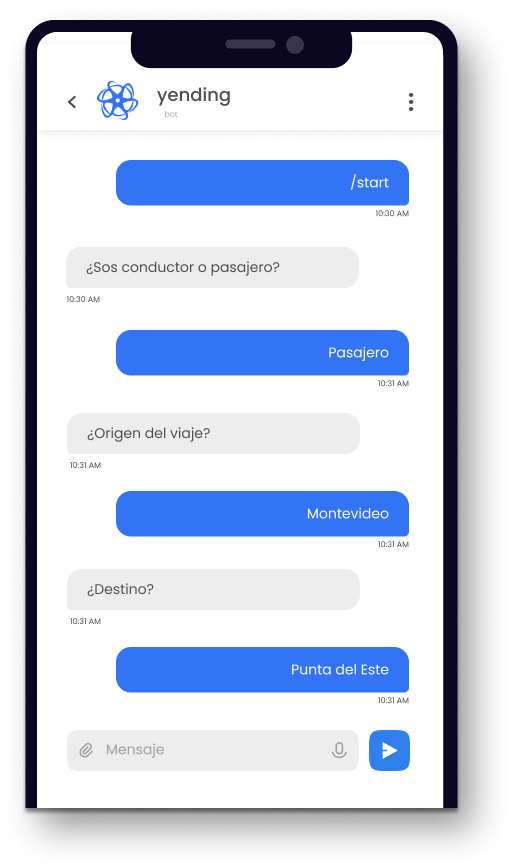 yending
bot
/start
10:30 AM
¿Sos conductor o pasajero?
10:30 AM
Pasajero
10:31 AM
¿Origen del viaje?
10:31 AM
Montevideo
10:31 AM
¿Destino?
10:31 AM
Punta del Este
10:31 AM
Mensaje